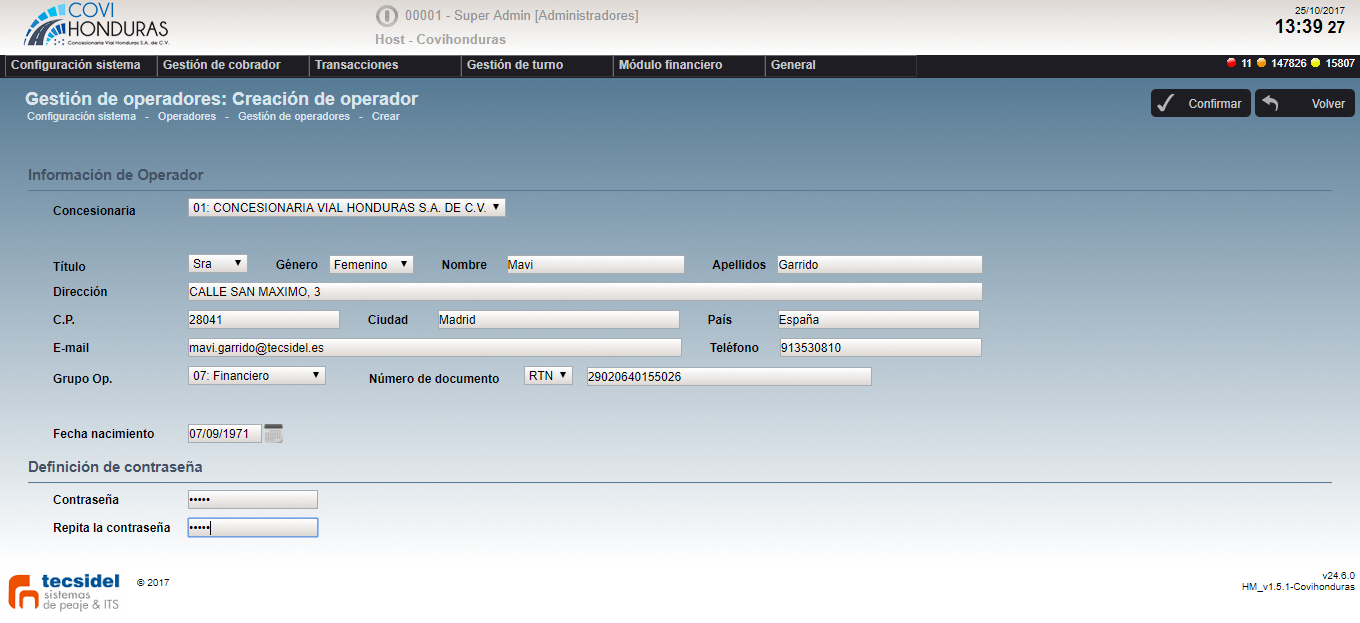 COVI
HONDURAS
Concesionaria Vial Honduras S.A. de C.V.
00001 - Super Admin [Administradores]
Host - Covihonduras
25/10/2017
13:39 27
Configuración sistema Gestión de cobrador Transacciones Gestión de turno Módulo financiero General 11 147826 15807
Gestión de operadores: Creación de operador
Configuración sistema - Operadores - Gestión de operadores - Crear
Confirmar Volver
Información de Operador
Concesionaria 01: CONCESIONARIA VIAL HONDURAS S.A. DE C.V.
Título Sra Género Femenino Nombre Mavi Apellidos Garrido
Dirección CALLE SAN MAXIMO, 3
C.P. 28041 Ciudad Madrid País España
E-mail mavi.garrido@tecsidel.es Teléfono 913530810
Grupo Op. 07: Financiero Número de documento RTN 29020640155026
Fecha nacimiento 07/09/1971
Definición de contraseña
Contraseña •••••
Repita la contraseña •••••
tecsidel
sistemas
de peaje & ITS
© 2017
v24.6.0
HM_v1.5.1-Covihonduras